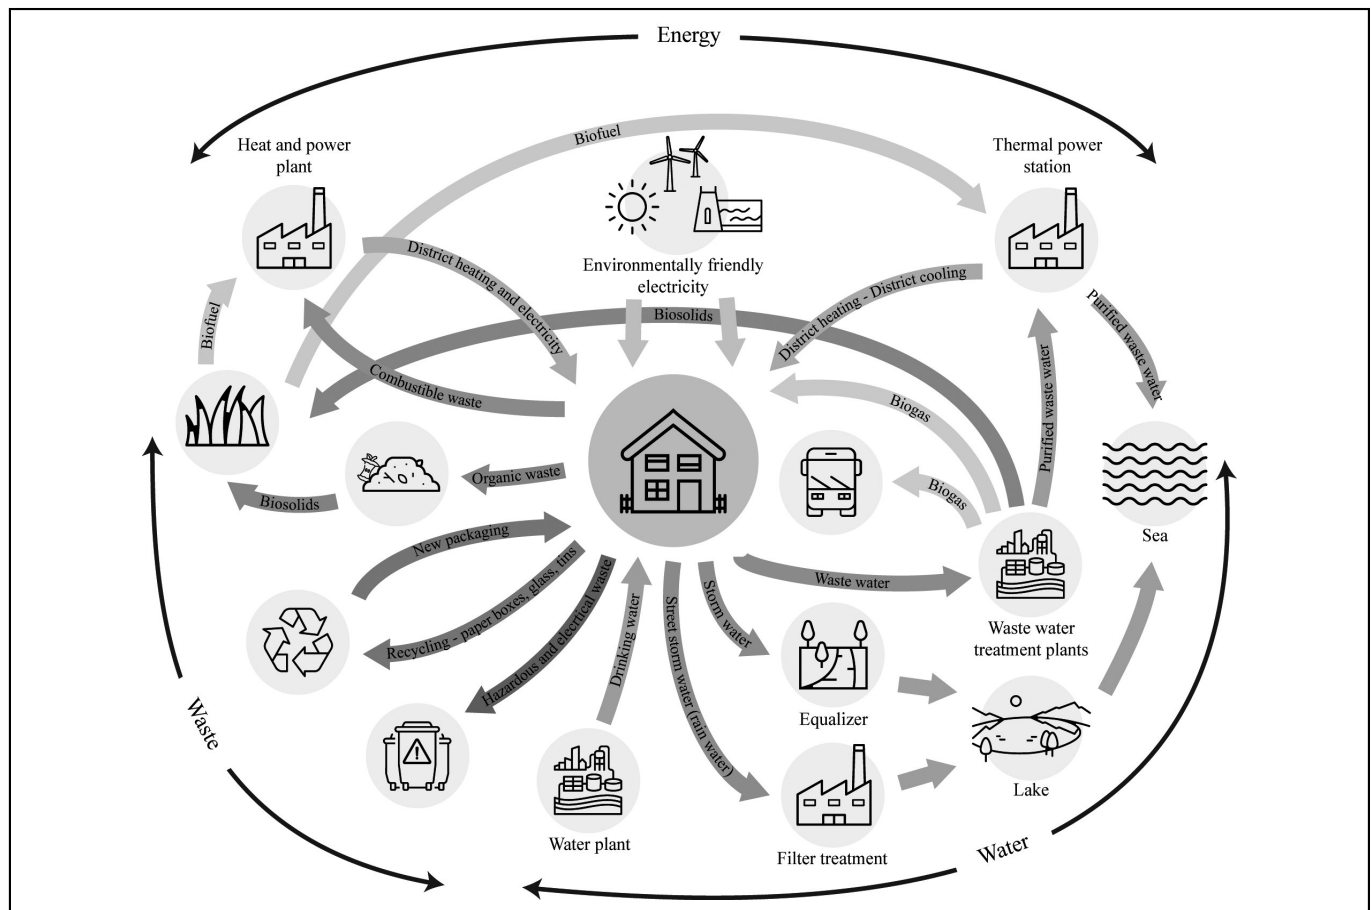 Energy
Biofuel
Heat and power
plant
Thermal power
station
Environmentally friendly
electricity
District heating and electricity
District heating - District cooling
Biosolids
Purified waste water
Biofuel
Combustible waste
Purified waste water
Biogas
Organic waste
Biosolids
Biogas
New packaging
Sea
Waste water
Recycling - paper boxes, glass, tins
Hazardous and elecrtical waste
Drinking water
Street storm water (rain water)
Storm water
Waste water
treatment plants
Equalizer
Waste
Lake
Water plant
Filter treatment
Water